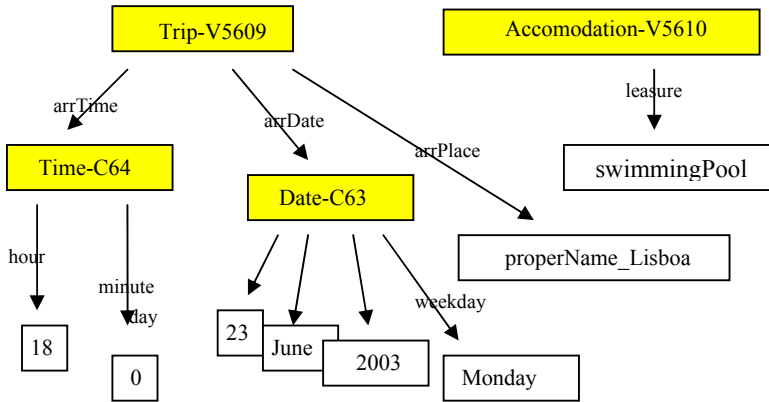 Trip-V5609
Accomodation-V5610
arrTime
arrDate
arrPlace
leasure
Time-C64
Date-C63
swimmingPool
properName_Lisboa
hour
minute
day
weekday
18
0
23
June
2003
Monday